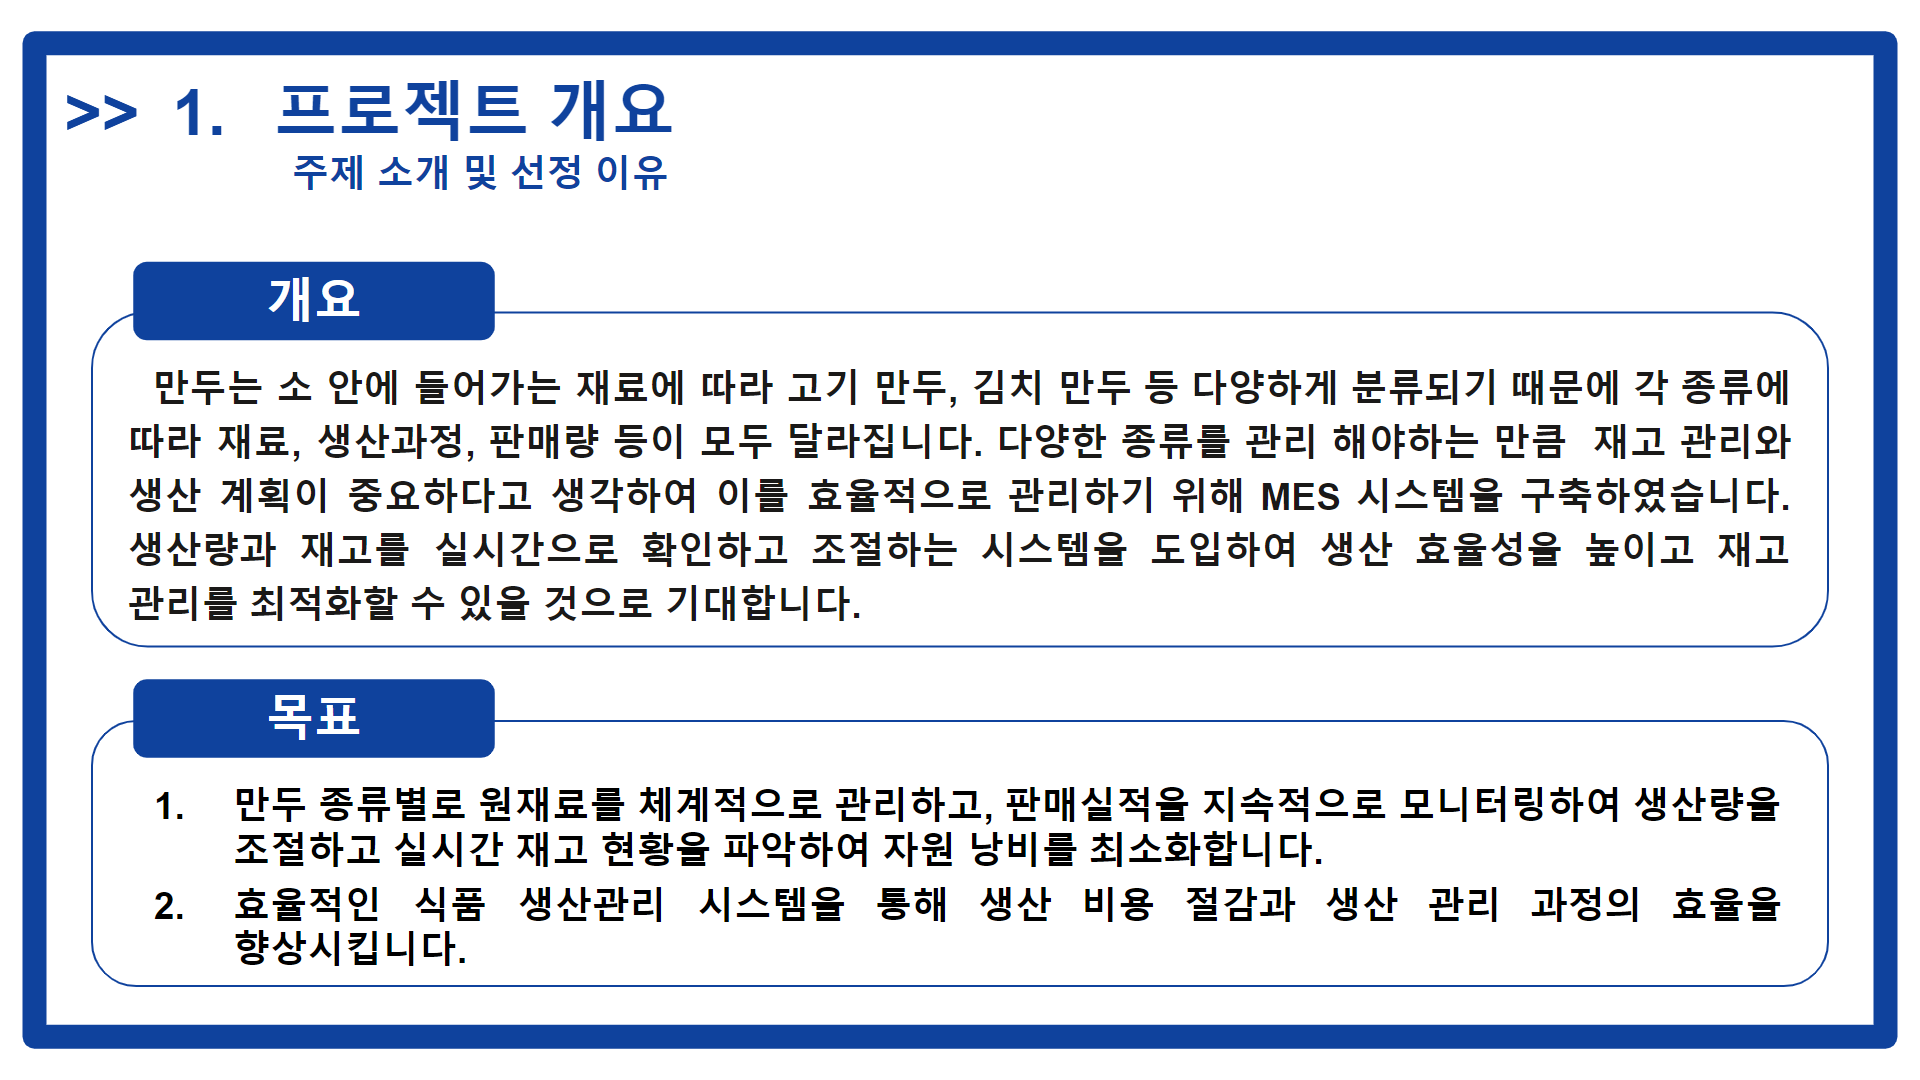 >> 1. 프로젝트 개요
주제 소개 및 선정 이유
개요
만두는 소 안에 들어가는 재료에 따라 고기 만두, 김치 만두 등 다양하게 분류되기 때문에 각 종류에
따라 재료, 생산과정, 판매량 등이 모두 달라집니다. 다양한 종류를 관리 해야하는 만큼 재고 관리와
생산 계획이 중요하다고 생각하여 이를 효율적으로 관리하기 위해 MES 시스템을 구축하였습니다.
생산량과 재고를 실시간으로 확인하고 조절하는 시스템을 도입하여 생산 효율성을 높이고 재고
관리를 최적화할 수 있을 것으로 기대합니다.
목표
1. 만두 종류별로 원재료를 체계적으로 관리하고, 판매실적을 지속적으로 모니터링하여 생산량을
조절하고 실시간 재고 현황을 파악하여 자원 낭비를 최소화합니다.
2. 효율적인 식품 생산관리 시스템을 통해 생산 비용 절감과 생산 관리 과정의 효율을
향상시킵니다.